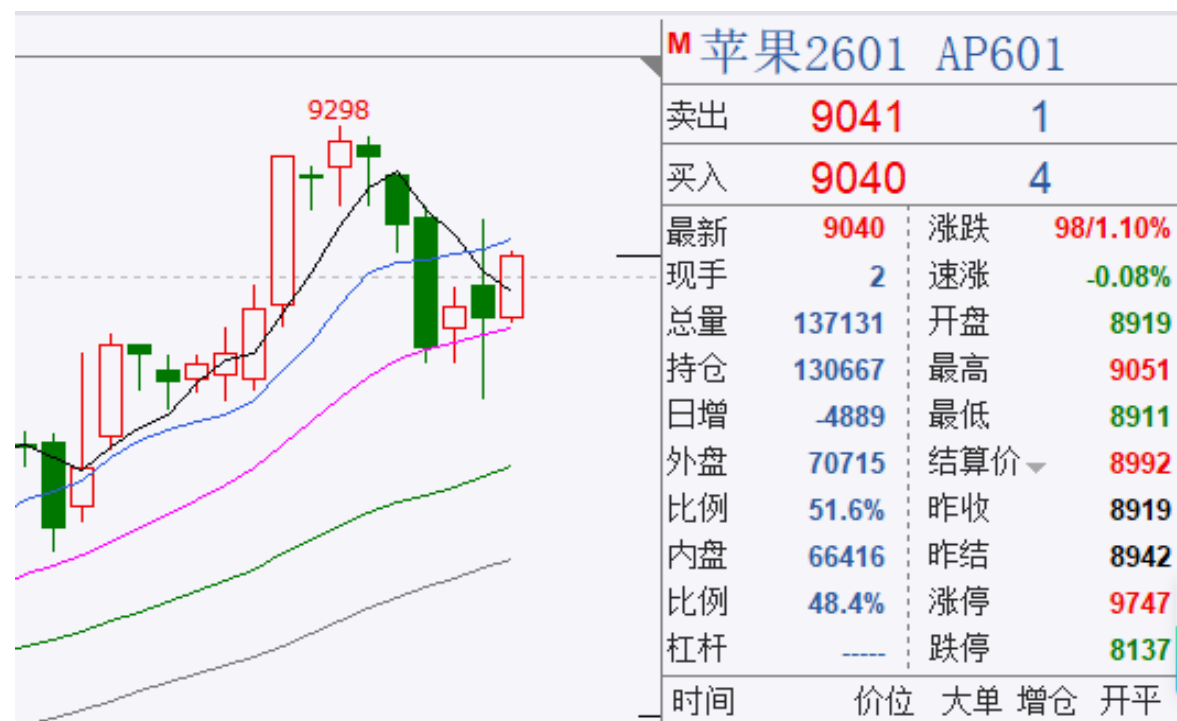 9298
M 苹果2601 AP601
卖出 9041 1
买入 9040 4
最新 9040 涨跌 98/1.10%
现手 2 速涨 -0.08%
总量 137131 开盘 8919
持仓 130667 最高 9051
日增 -4889 最低 8911
外盘 70715 结算价 8992
比例 51.6% 昨收 8919
内盘 66416 昨结 8942
比例 48.4% 涨停 9747
杠杆 ----- 跌停 8137
时间 价位 大单 增仓 开平